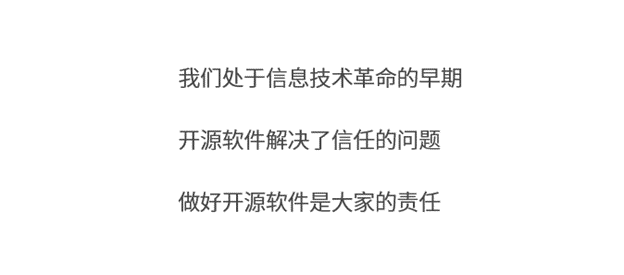 我们处于信息技术革命的早期
开源软件解决了信任的问题
做好开源软件是大家的责任